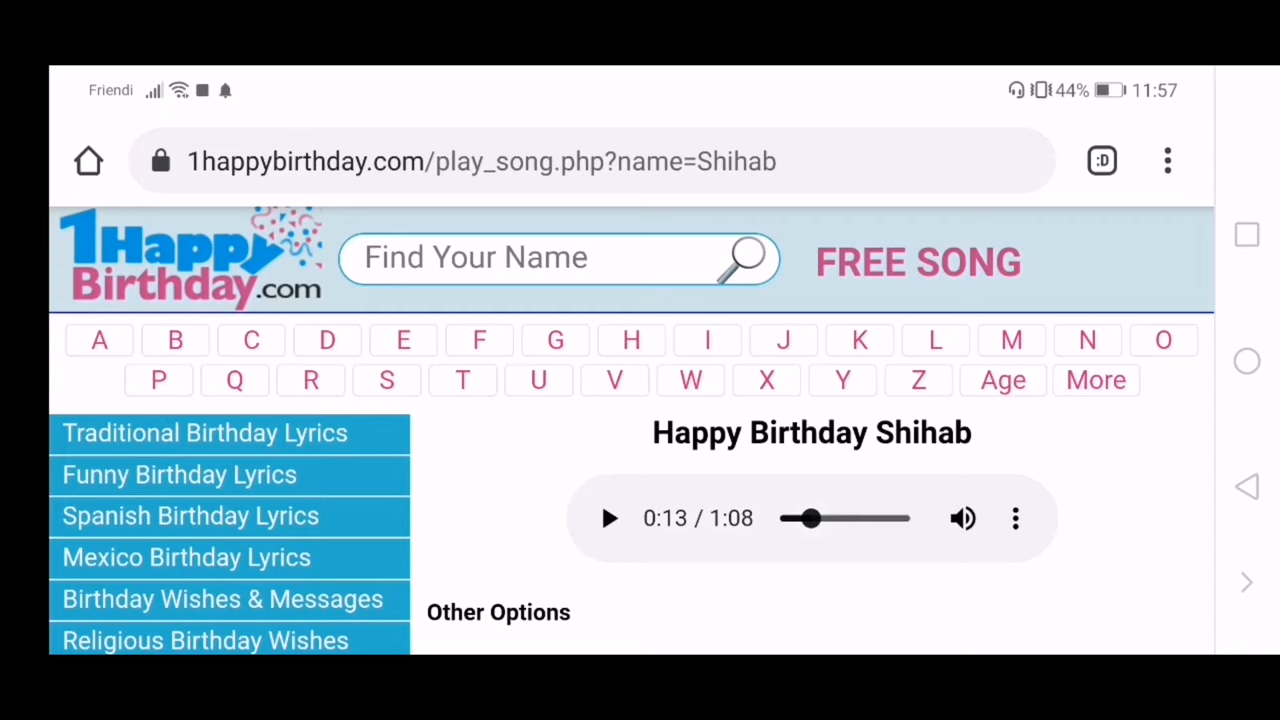 Friendi 44% 11:57
1happybirthday.com/play_song.php?name=Shihab :D
1Happy Birthday.com Find Your Name FREE SONG
A B C D E F G H I J K L M N O
P Q R S T U V W X Y Z Age More
Traditional Birthday Lyrics
Funny Birthday Lyrics
Spanish Birthday Lyrics
Mexico Birthday Lyrics
Birthday Wishes & Messages
Religious Birthday Wishes
Happy Birthday Shihab
0:13 / 1:08
Other Options